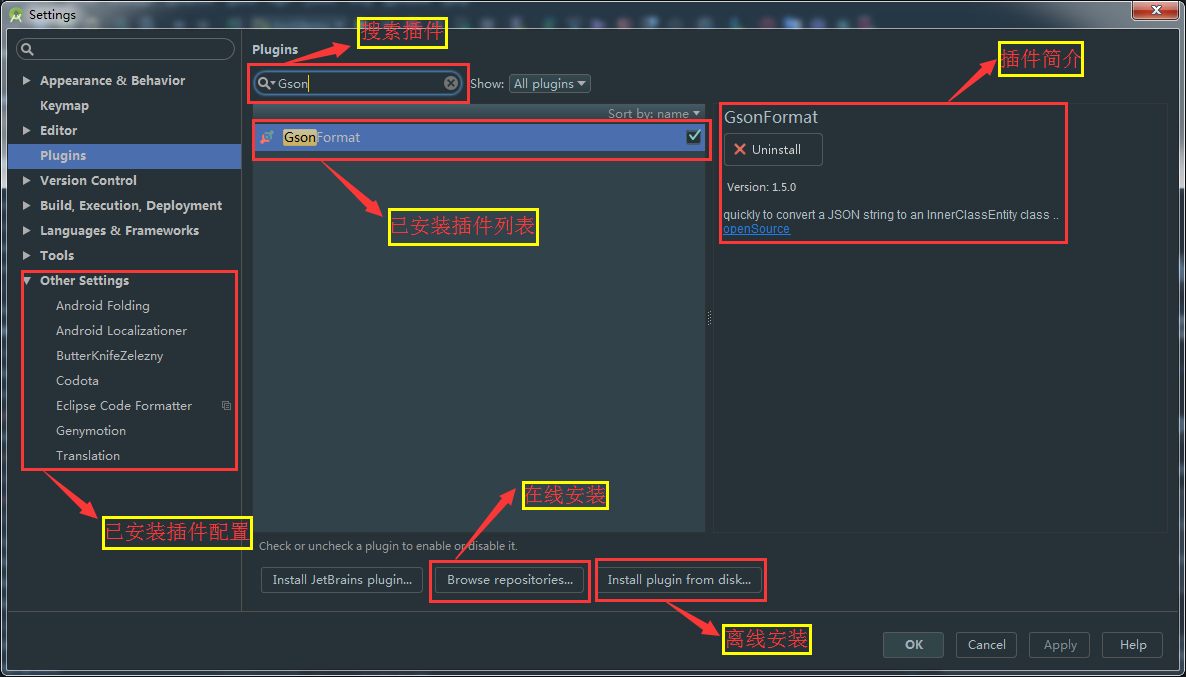 Settings
搜素插件
Plugins
插件简介
Gson
Show: All plugins
Appearance & Behavior
Keymap
Editor
Plugins
Version Control
Build, Execution, Deployment
Languages & Frameworks
Tools
Other Settings
Android Folding
Android Localizationer
ButterKnifeZelezny
Codota
Eclipse Code Formatter
Genymotion
Translation
已安装插件配置
Sort by: name
GsonFormat
已安装插件列表
GsonFormat
Uninstall
Version: 1.5.0
quickly to convert a JSON string to an InnerClassEntity class ..
openSource
在线安装
Check or uncheck a plugin to enable or disable it.
Install JetBrains plugin...
Browse repositories...
Install plugin from disk...
离线安装
OK
Cancel
Apply
Help